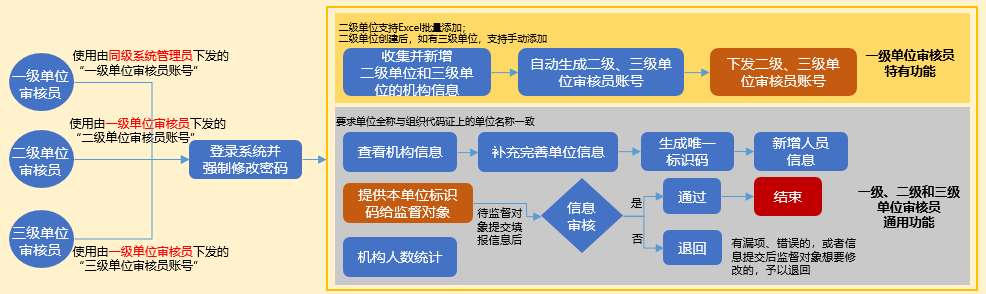 使用由同级系统管理员下发的
“一级单位审核员账号”
一级单位
审核员
使用由一级单位审核员下发的
“二级单位审核员账号”
二级单位
审核员
三级单位
审核员
使用由一级单位审核员下发的
“三级单位审核员账号”
登录系统并
强制修改密码
二级单位支持Excel批量添加;
二级单位创建后，如有三级单位，支持手动添加
收集并新增
二级单位和三级单
位的机构信息
自动生成二级、三级单
位审核员账号
下发二级、三级单
位审核员账号
一级单位审核员
特有功能
要求单位全称与组织代码证上的单位名称一致
查看机构信息
补充完善单位信息
生成唯一
标识码
新增人员
信息
提供本单位标识
码给监督对象
待监督对
象提交填
报信息后
信息
审核
是
否
通过
结束
退回
有漏项、错误的，或者信
息提交后监督对象想要修
改的，予以退回
机构人数统计
一级、二级和三级
单位审核员
通用功能